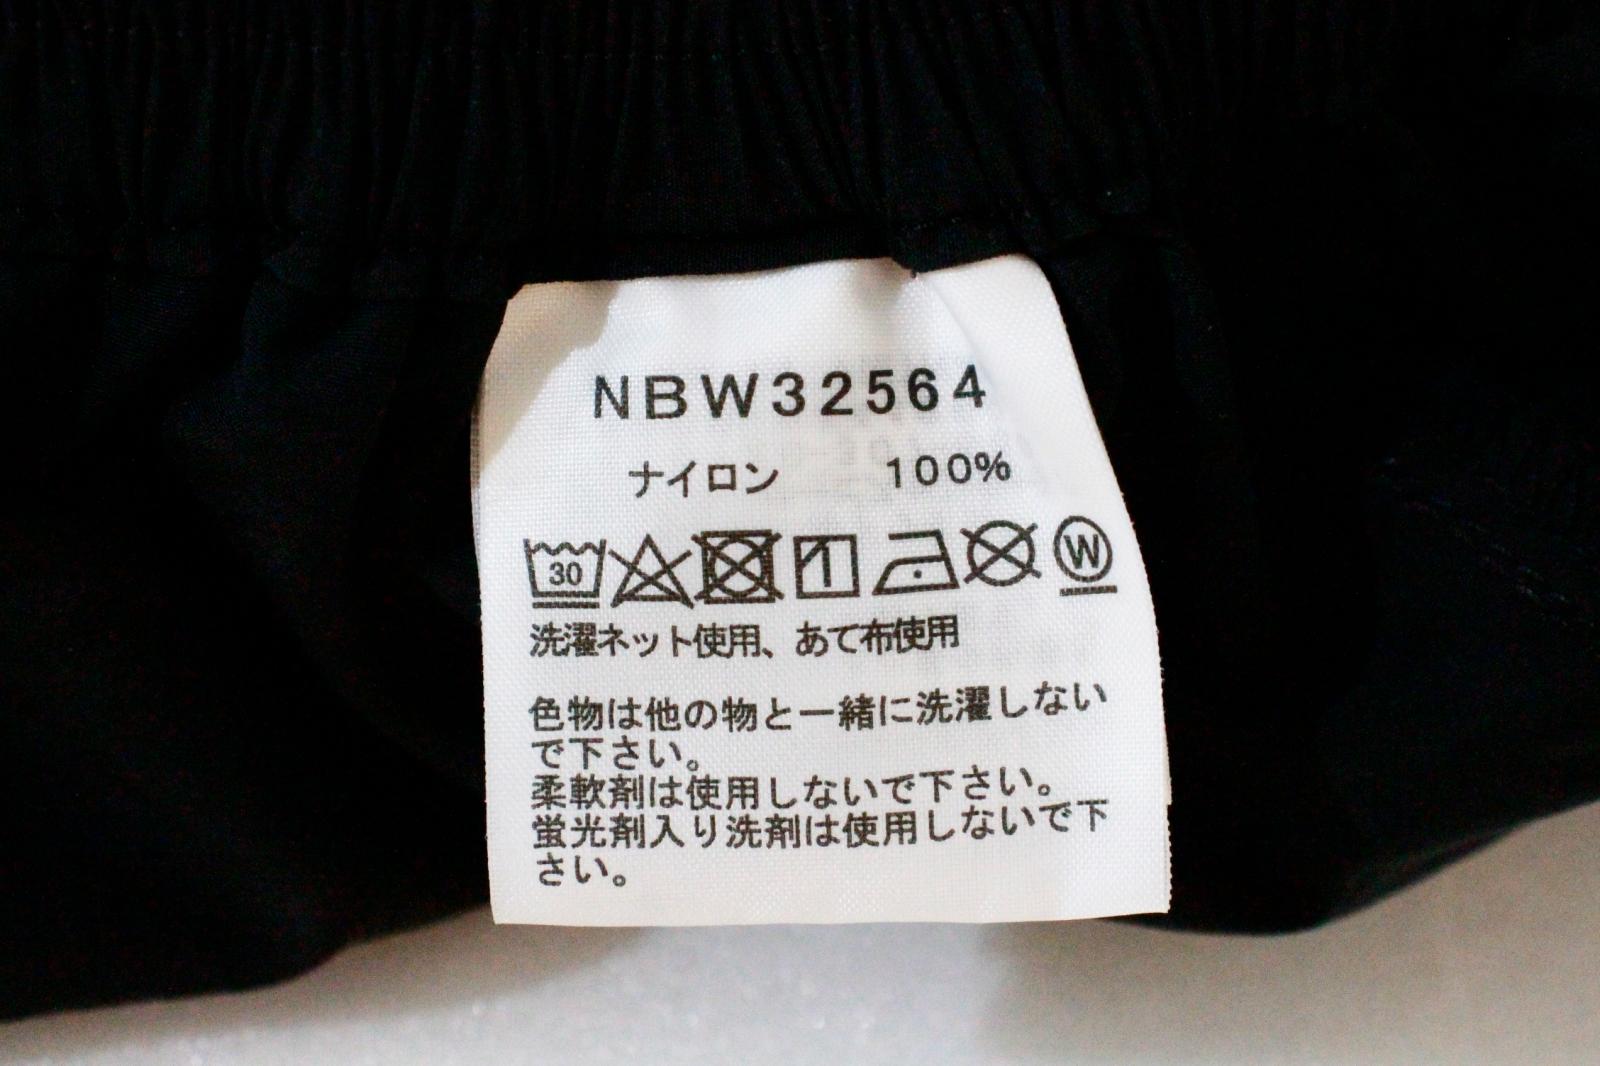 NBW32564
ナイロン 100%
30 W
洗濯ネット使用、あて布使用
色物は他の物と一緒に洗濯しない
で下さい。
柔軟剤は使用しないで下さい。
蛍光剤入り洗剤は使用しないで下
さい。